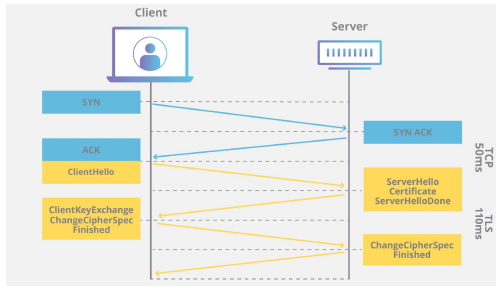 Client
Server
SYN
SYN ACK
ACK
ClientHello
ServerHello
Certificate
ServerHelloDone
ClientKeyExchange
ChangeCipherSpec
Finished
ChangeCipherSpec
Finished
TCP
50ms
TLS
110ms